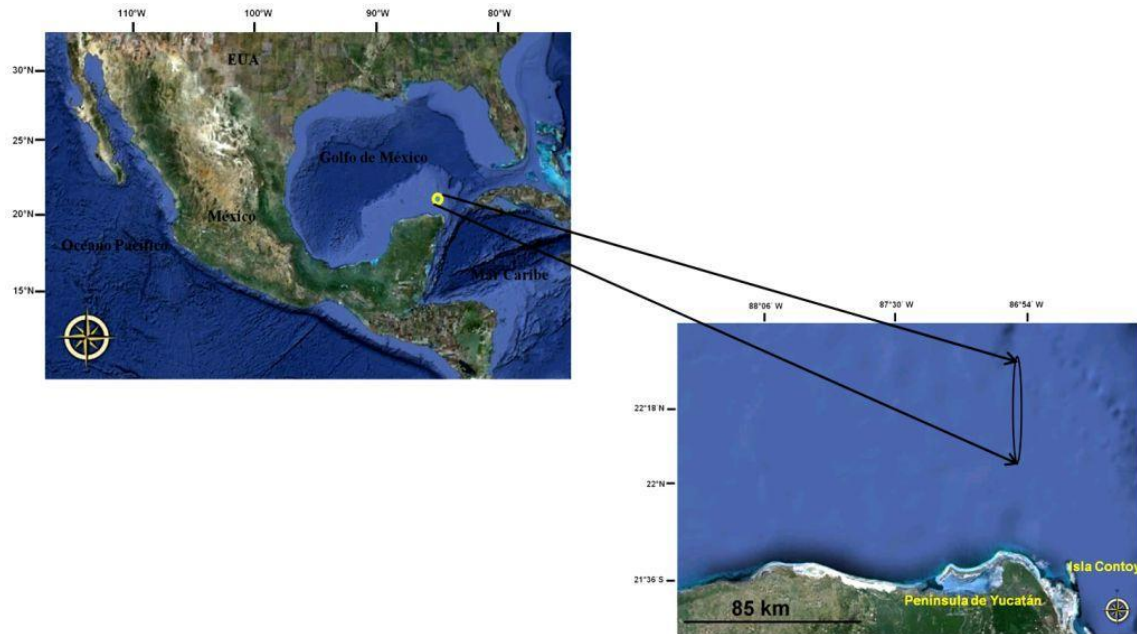 110°W
100°W
90°W
80°W
30°N
EUA
25°N
Golfo de México
20°N
México
Océano Pacífico
Mar Caribe
15°N
88°06´ W
87°30´ W
86°54´ W
22°18´ N
22°N
21°36´ S
Isla Contoy
Península de Yucatán
85 km